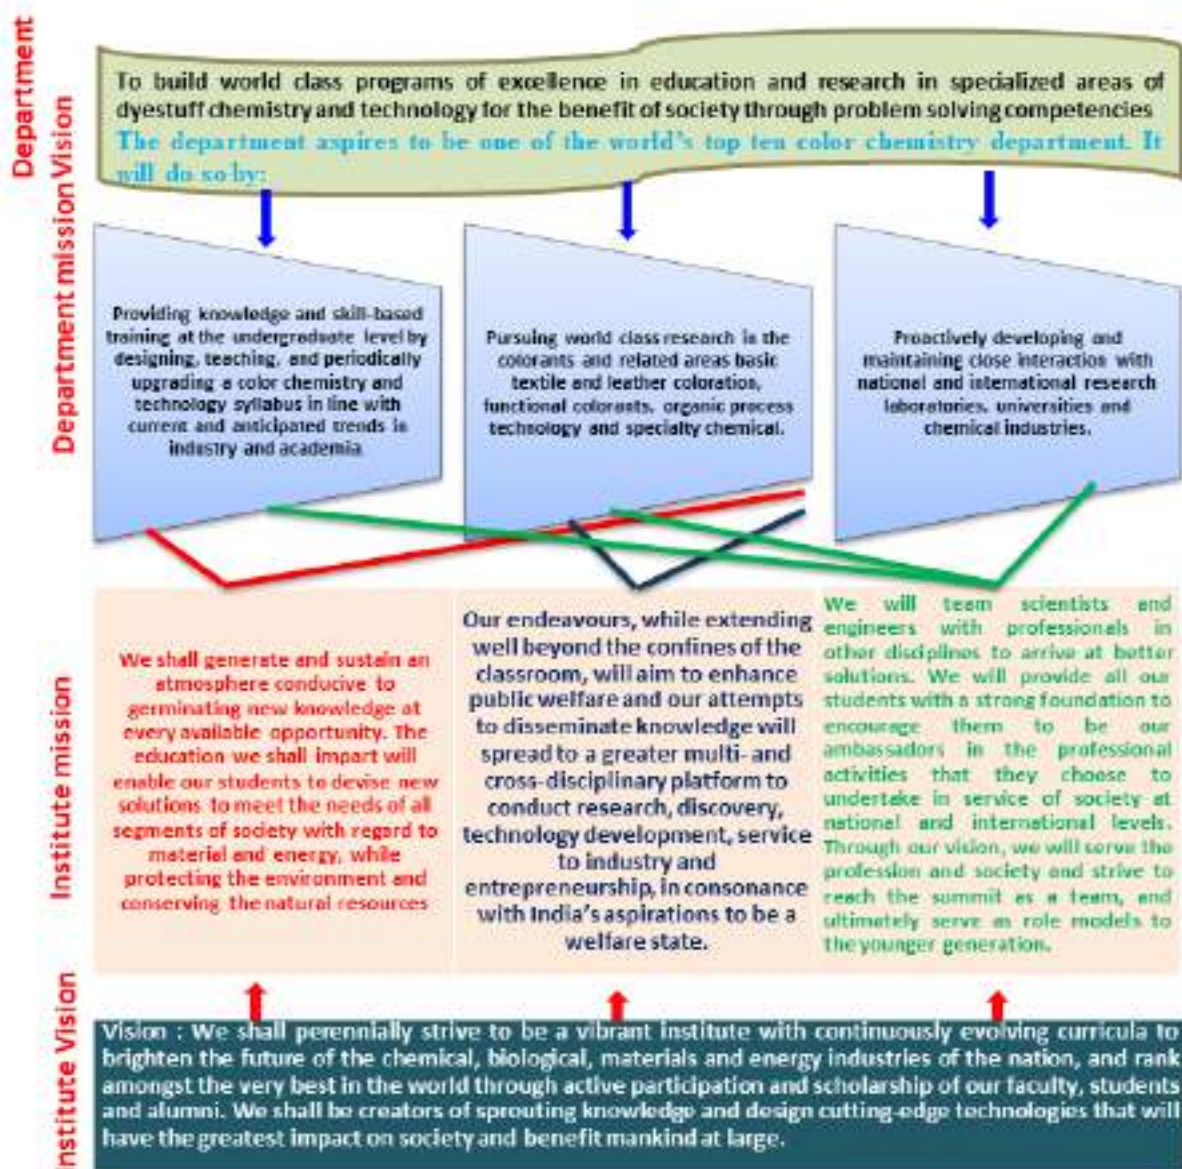 Department
Vision
To build world class programs of excellence in education and research in specialized areas of
dyestuff chemistry and technology for the benefit of society through problem solving competencies
The department aspires to be one of the world's top ten color chemistry department. It
will do so by:
Department mission
Providing knowledge and skill-based
training at the undergraduate level by
designing, teaching, and periodically
upgrading a color chemistry and
technology syllabus in line with
current and anticipated trends in
industry and academia
Pursuing world class research in the
colorants and related areas basic
textile and leather coloration,
functional colorants, organic process
technology and specialty chemical.
Proactively developing and
maintaining close interaction with
national and international research
laboratories, universities and
chemical industries.
Institute mission
We shall generate and sustain an
atmosphere conducive to
germinating new knowledge at
every available opportunity. The
education we shall impart will
enable our students to devise new
solutions to meet the needs of all
segments of society with regard to
material and energy, while
protecting the environment and
conserving the natural resources
Our endeavours, while extending
well beyond the confines of the
classroom, will aim to enhance
public welfare and our attempts
to disseminate knowledge will
spread to a greater multi- and
cross-disciplinary platform to
conduct research, discovery,
technology development, service
to industry and
entrepreneurship, in consonance
with India's aspirations to be a
welfare state.
We will team scientists and
engineers with professionals in
other disciplines to arrive at better
solutions. We will provide all our
students with a strong foundation to
encourage them to be our
ambassadors in the professional
activities that they choose to
undertake in service of society at
national and international levels.
Through our vision, we will serve the
profession and society and strive to
reach the summit as a team, and
ultimately serve as role models to
the younger generation.
Institute Vision
Vision : We shall perennially strive to be a vibrant institute with continuously evolving curricula to
brighten the future of the chemical, biological, materials and energy industries of the nation, and rank
amongst the very best in the world through active participation and scholarship of our faculty, students
and alumni. We shall be creators of sprouting knowledge and design cutting-edge technologies that will
have the greatest impact on society and benefit mankind at large.